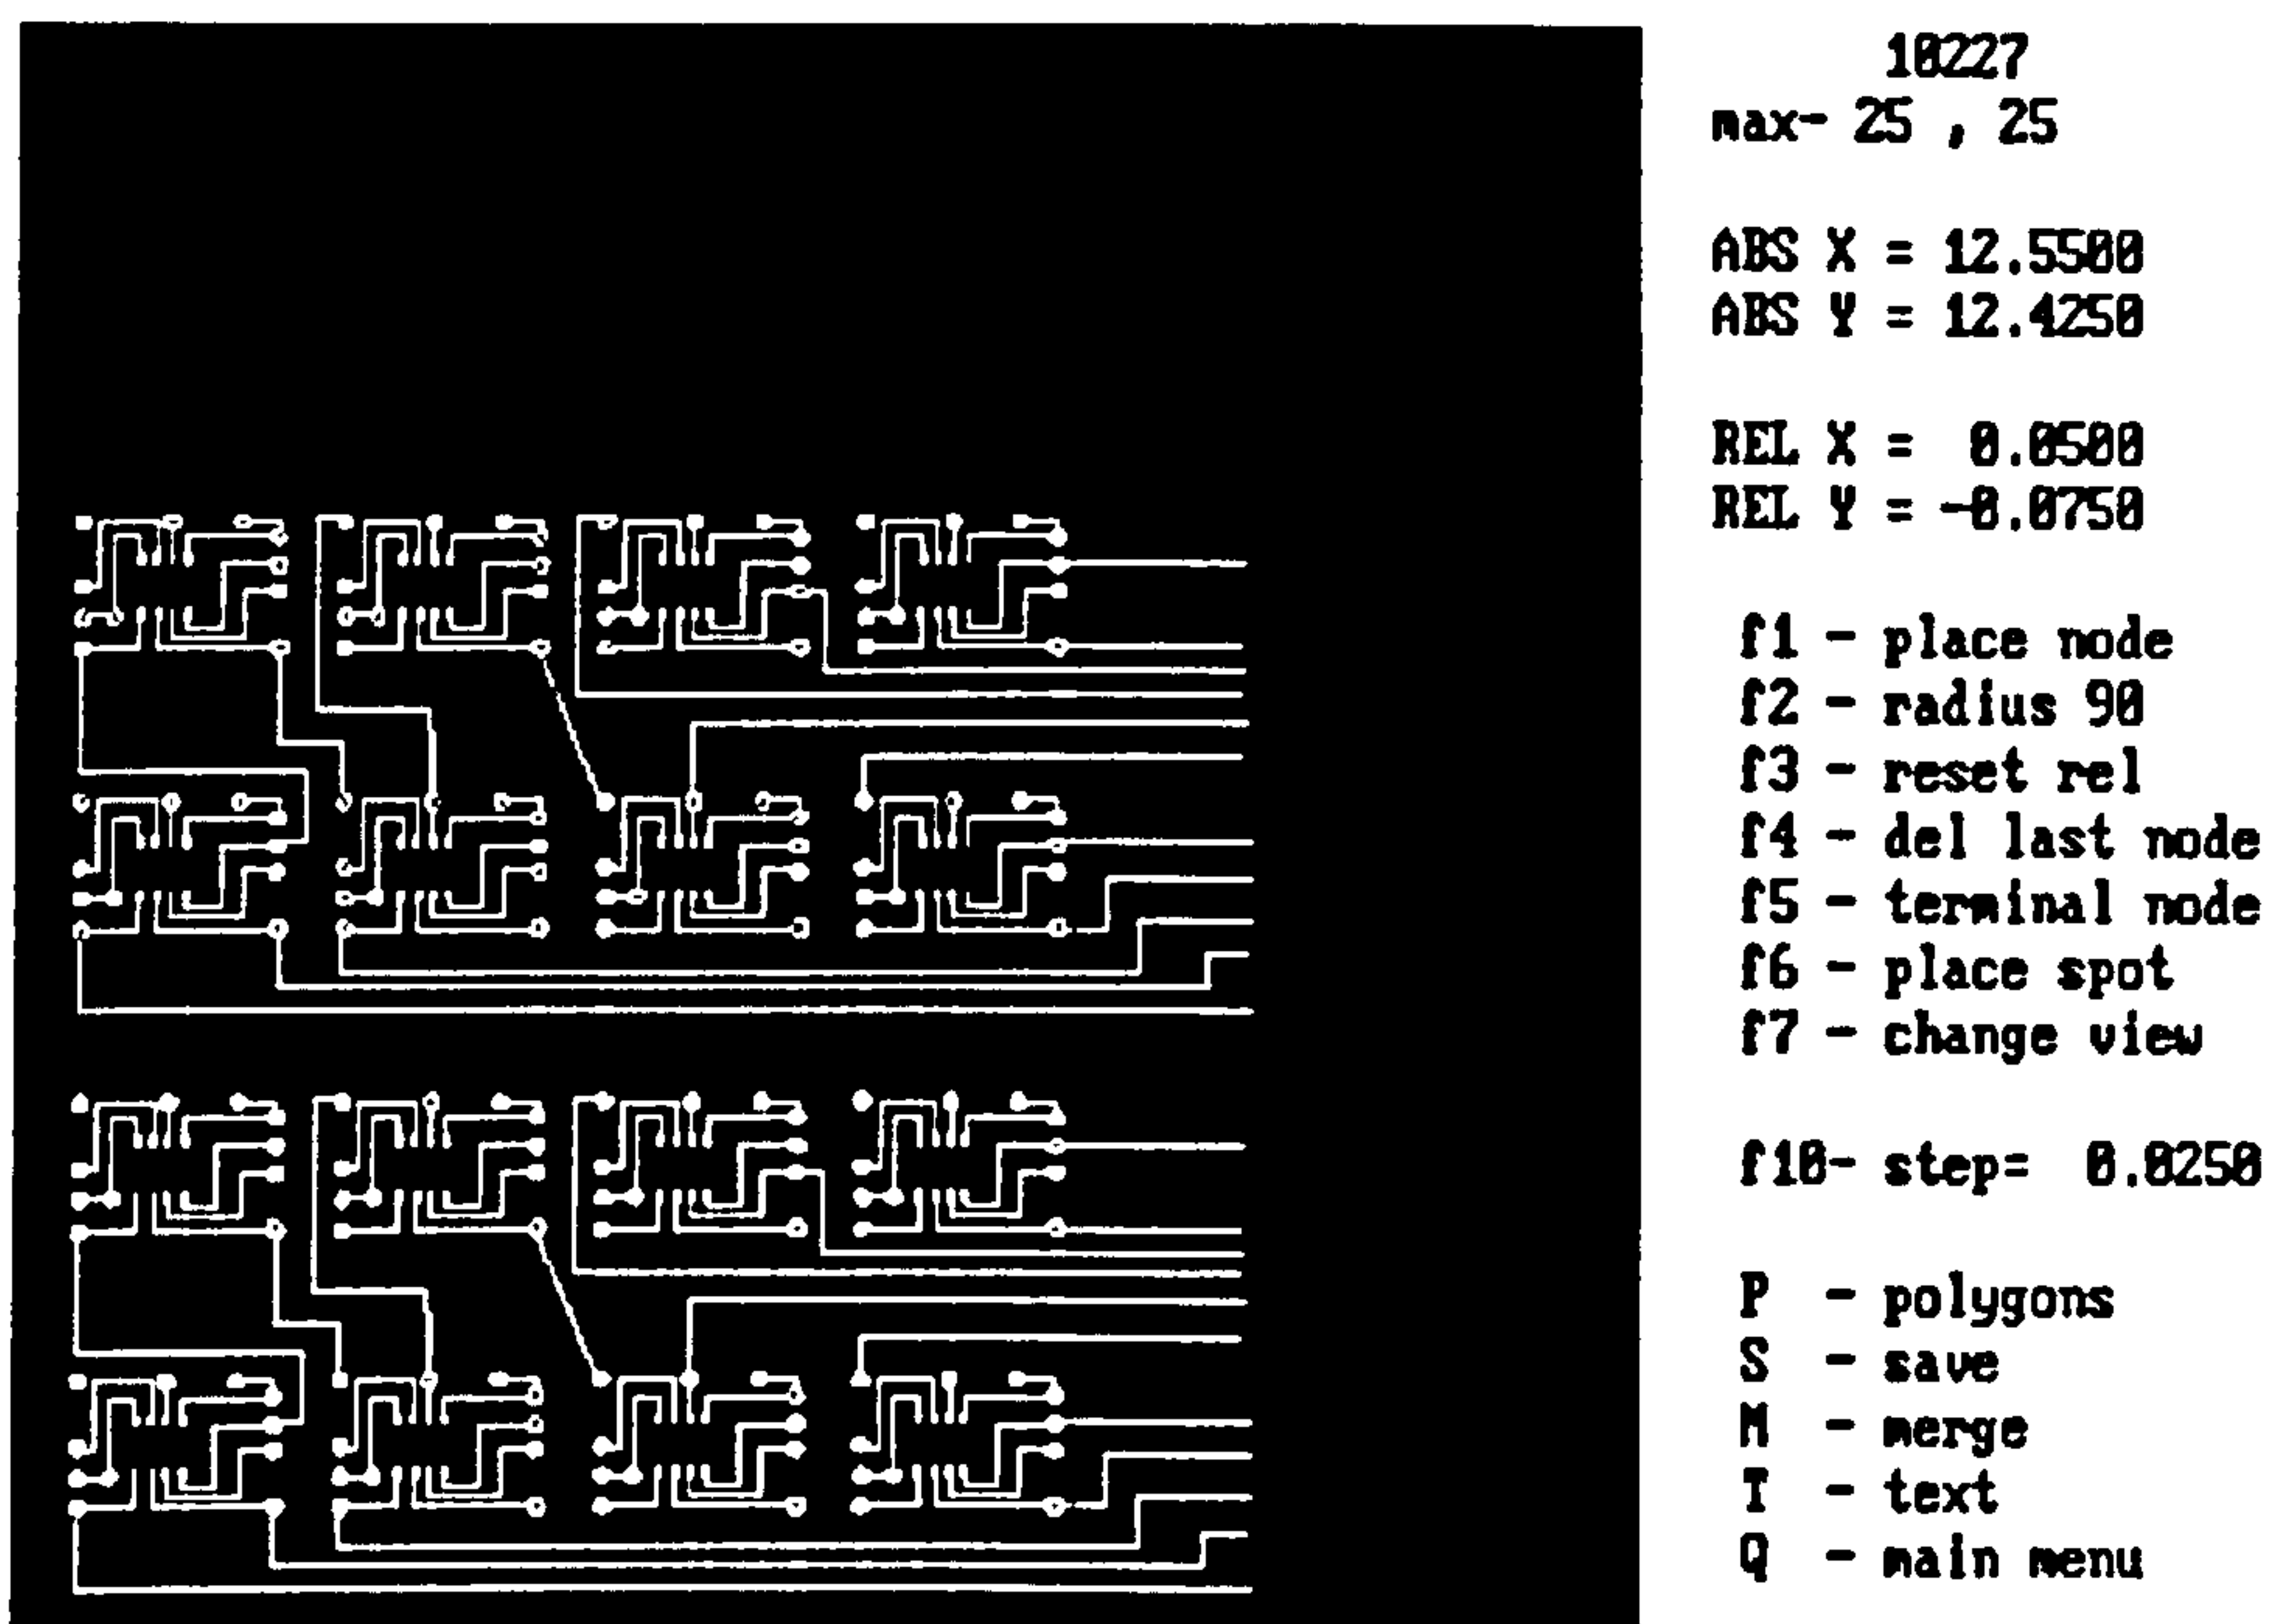 10227
max- 25 , 25
ABS X = 12.5500
ABS Y = 12.4250
REL X = 0.0500
REL Y = -0.0750
f1 - place node
f2 - radius 90
f3 - reset rel
f4 - del last node
f5 - terminal node
f6 - place spot
f7 - change view
f10- step= 0.0250
P - polygons
S - save
M - merge
T - text
Q - main menu